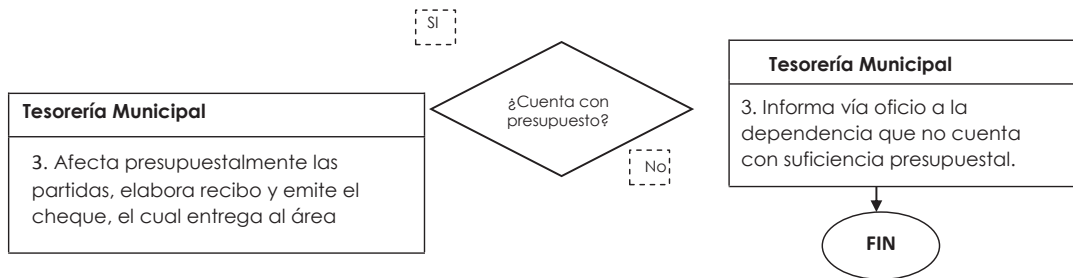 SI
Tesorería Municipal
3. Afecta presupuestalmente las
partidas, elabora recibo y emite el
cheque, el cual entrega al área
¿Cuenta con
presupuesto?
No
Tesorería Municipal
3. Informa vía oficio a la
dependencia que no cuenta
con suficiencia presupuestal.
FIN